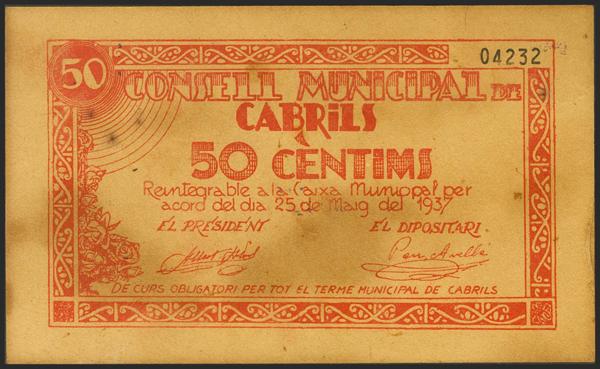 50
04232
CONSELL MUNICIPAL DE
CABRILS
50 CENTIMS
Reintegrable a la Caixa Municipal per
acord del dia 25 de Maig del 1937
EL PRESIDENT
EL DIPOSITARI
DE CURS OBLIGATORI PER TOT EL TERME MUNICIPAL DE CABRILS